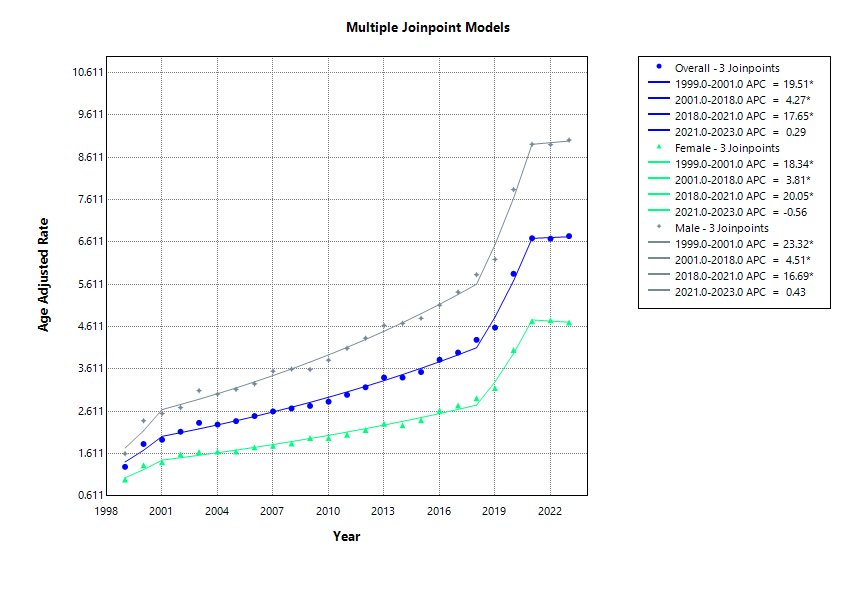 Multiple Joinpoint Models
10.611
9.611
8.611
7.611
6.611
5.611
4.611
3.611
2.611
1.611
0.611
Age Adjusted Rate
1998 2001 2004 2007 2010 2013 2016 2019 2022
Year
Overall - 3 Joinpoints
1999.0-2001.0 APC = 19.51*
2001.0-2018.0 APC = 4.27*
2018.0-2021.0 APC = 17.65*
2021.0-2023.0 APC = 0.29
Female - 3 Joinpoints
1999.0-2001.0 APC = 18.34*
2001.0-2018.0 APC = 3.81*
2018.0-2021.0 APC = 20.05*
2021.0-2023.0 APC = -0.56
Male - 3 Joinpoints
1999.0-2001.0 APC = 23.32*
2001.0-2018.0 APC = 4.51*
2018.0-2021.0 APC = 16.69*
2021.0-2023.0 APC = 0.43